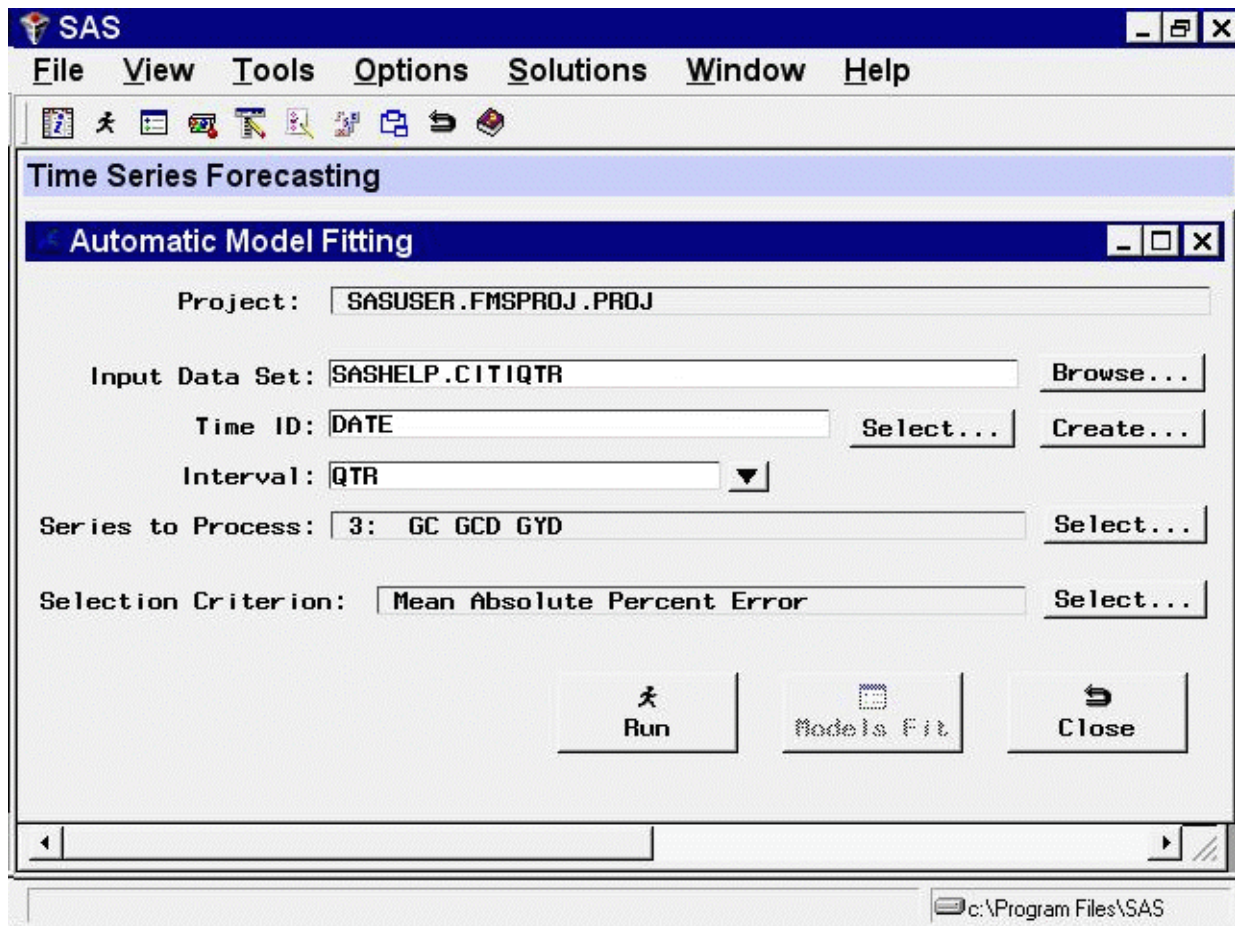 SAS
File View Tools Options Solutions Window Help
Time Series Forecasting
Automatic Model Fitting
Project: SASUSER.FMSPROJ.PROJ
Input Data Set: SASHELP.CITIQTR Browse...
Time ID: DATE Select... Create...
Interval: QTR
Series to Process: 3: GC GCD GYD Select...
Selection Criterion: Mean Absolute Percent Error Select...
Run Models Fit Close
c:\Program Files\SAS